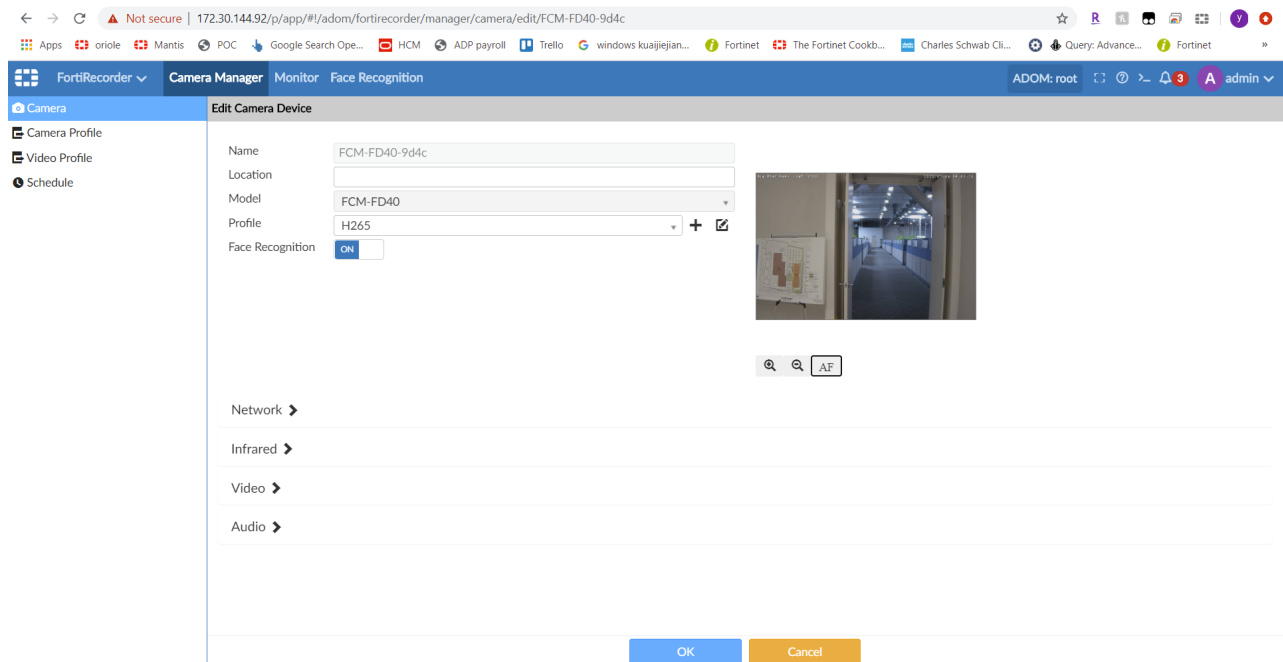 Not secure | 172.30.144.92/p/app/#!/adom/fortirecorder/manager/camera/edit/FCM-FD40-9d4c R y
Apps oriole Mantis POC Google Search Ope... HCM ADP payroll Trello G windows kuaijiejian... Fortinet The Fortinet Cookb... Charles Schwab Cli... Query: Advance... Fortinet »
FortiRecorder Camera Manager Monitor Face Recognition ADOM: root 3 A admin
Camera
Edit Camera Device
Camera Profile
Video Profile
Schedule
Name FCM-FD40-9d4c
Location
Model FCM-FD40
Profile H265
Face Recognition ON
AF
Network
Infrared
Video
Audio
OK Cancel